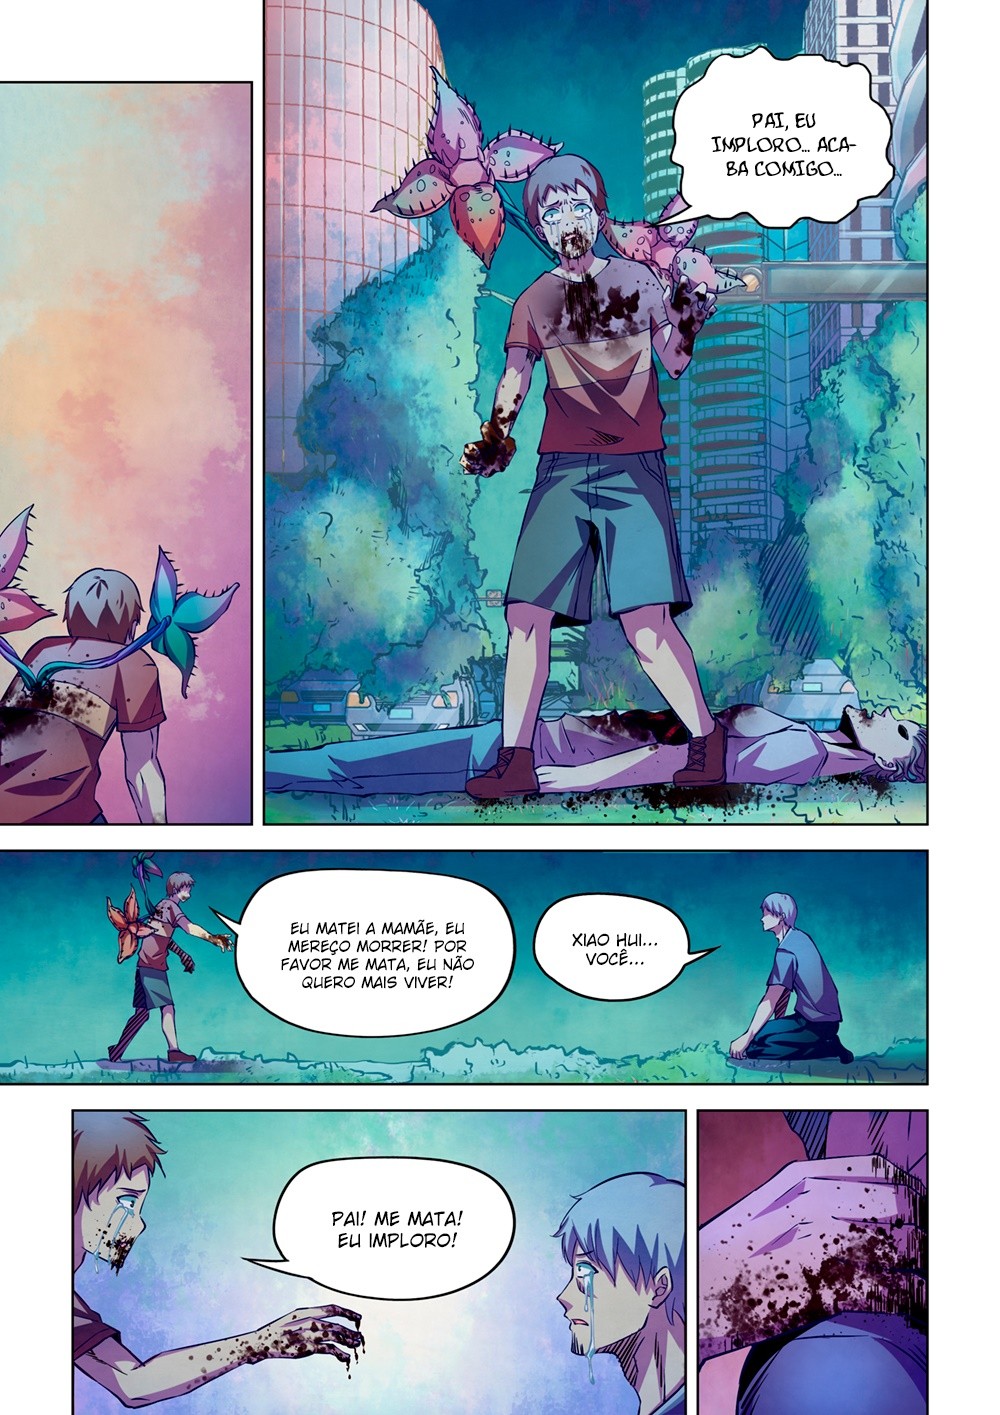 PAI, EU
IMPLORO... ACA-
BA COMIGO...
EU MATEI A MAMÃE, EU
MEREÇO MORRER! POR
FAVOR ME MATA, EU NÃO
QUERO MAIS VIVER!
XIAO HUI...
VOCÊ...
PAI! ME MATA!
EU IMPLORO!